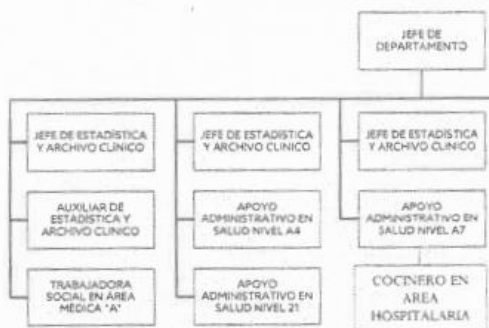 JEFE DE
DEPARTAMENTO
JEFE DE ESTADÍSTICA
Y ARCHIVO CLÍNICO
JEFE DE ESTADÍSTICA
Y ARCHIVO CLÍNICO
JEFE DE ESTADÍSTICA
Y ARCHIVO CLÍNICO
AUXILIAR DE
ESTADÍSTICA Y
ARCHIVO CLINICO
APOYO
ADMINISTRATIVO EN
SALUD NIVEL A4
APOYO
ADMINISTRATIVO EN
SALUD NIVEL A7
TRABAJADORA
SOCIAL EN ÁREA
MÉDICA "A"
APOYO
ADMINISTRATIVO EN
SALUD NIVEL 21
COCINERO EN
AREA
HOSPITALARIA